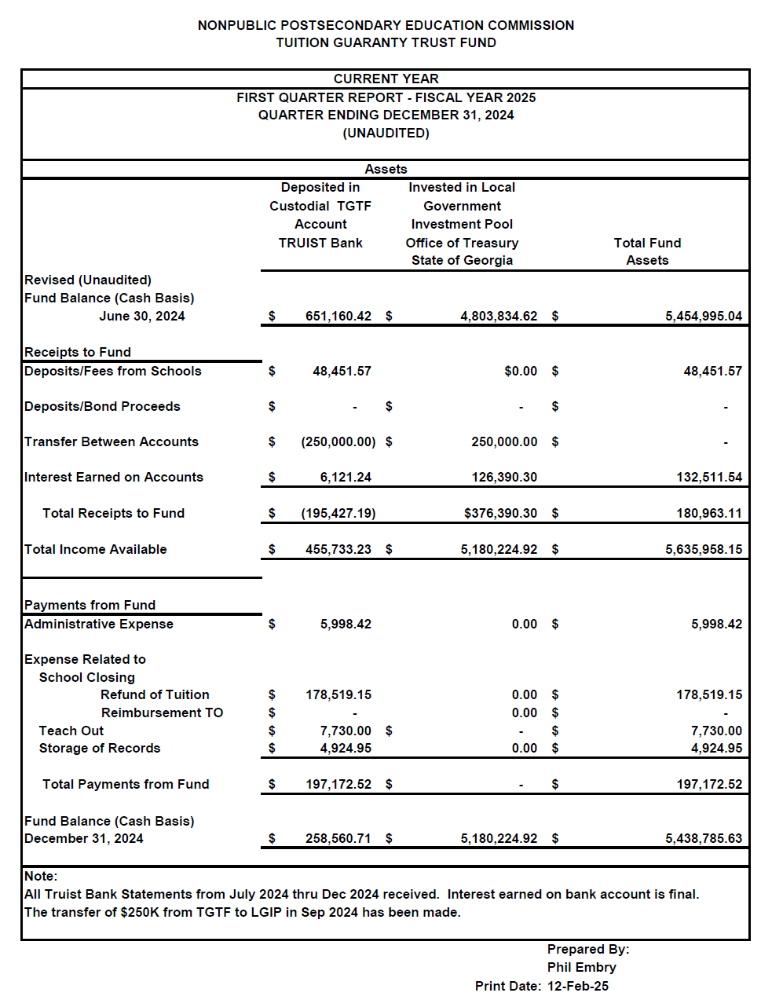 NONPUBLIC POSTSECONDARY EDUCATION COMMISSION
TUITION GUARANTY TRUST FUND
CURRENT YEAR
FIRST QUARTER REPORT - FISCAL YEAR 2025
QUARTER ENDING DECEMBER 31, 2024
(UNAUDITED)
Assets
Deposited in Invested in Local
Custodial TGTF Government
Account Investment Pool
TRUIST Bank Office of Treasury Total Fund
State of Georgia Assets
Revised (Unaudited)
Fund Balance (Cash Basis)
June 30, 2024 $ 651,160.42 $ 4,803,834.62 $ 5,454,995.04
Receipts to Fund
Deposits/Fees from Schools $ 48,451.57 $0.00 $ 48,451.57
Deposits/Bond Proceeds $ - $ - $ -
Transfer Between Accounts $ (250,000.00) $ 250,000.00 $ -
Interest Earned on Accounts $ 6,121.24 126,390.30 132,511.54
Total Receipts to Fund $ (195,427.19) $376,390.30 $ 180,963.11
Total Income Available $ 455,733.23 $ 5,180,224.92 $ 5,635,958.15
Payments from Fund
Administrative Expense $ 5,998.42 0.00 $ 5,998.42
Expense Related to
School Closing
Refund of Tuition $ 178,519.15 0.00 $ 178,519.15
Reimbursement TO $ - 0.00 $ -
Teach Out $ 7,730.00 $ - $ 7,730.00
Storage of Records $ 4,924.95 0.00 $ 4,924.95
Total Payments from Fund $ 197,172.52 $ - $ 197,172.52
Fund Balance (Cash Basis)
December 31, 2024 $ 258,560.71 $ 5,180,224.92 $ 5,438,785.63
Note:
All Truist Bank Statements from July 2024 thru Dec 2024 received. Interest earned on bank account is final.
The transfer of $250K from TGTF to LGIP in Sep 2024 has been made.
Prepared By:
Phil Embry
Print Date: 12-Feb-25